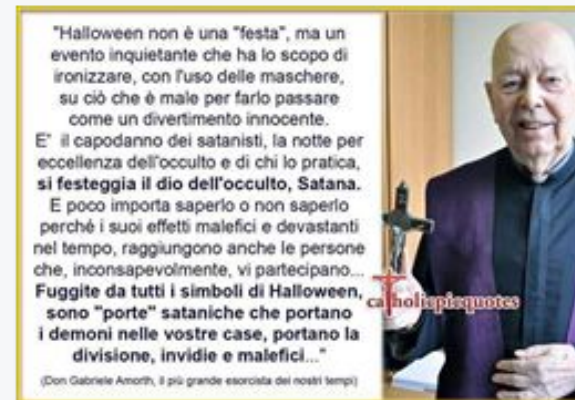 "Halloween non è una "festa", ma un
evento inquietante che ha lo scopo di
ironizzare, con l'uso delle maschere,
su ciò che è male per farlo passare
come un divertimento innocente.
E' il capodanno dei satanisti, la notte per
eccellenza dell'occulto e di chi lo pratica,
si festeggia il dio dell'occulto, Satana.
E poco importa saperlo o non saperlo
perché i suoi effetti malefici e devastanti
nel tempo, raggiungono anche le persone
che, inconsapevolmente, vi partecipano...
Fuggite da tutti i simboli di Halloween,
sono "porte" sataniche che portano
i demoni nelle vostre case, portano la
divisione, invidie e malefici..."
(Don Gabriele Amorth, il più grande esorcista dei nostri tempi)
catholicpicquotes